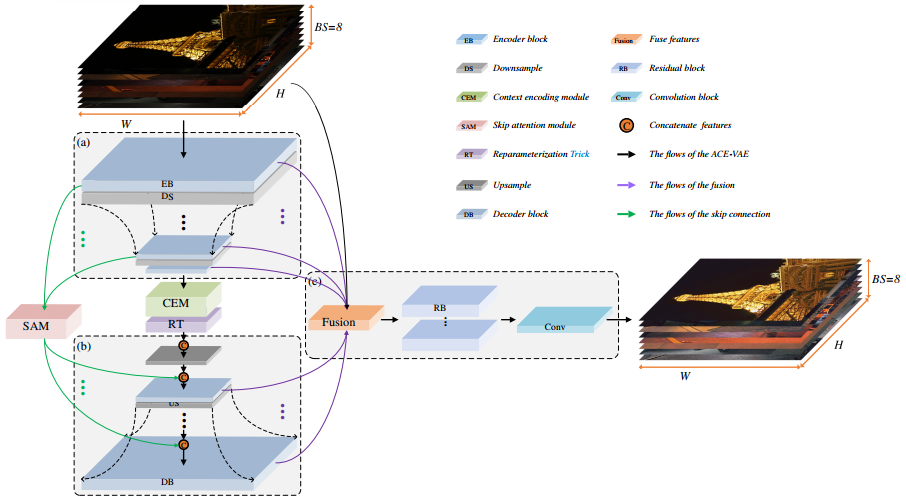 BS=8
H
W
EB
Encoder block
Fusion
Fuse features
DS
Downsample
RB
Residual block
CEM
Context encoding module
Conv
Convolution block
SAM
Skip attention module
C
Concatenate features
RT
Reparameterization Trick
The flows of the ACE-VAE
US
Upsample
The flows of the fusion
DB
Decoder block
The flows of the skip connection
(a)
EB
DS
SAM
CEM
RT
(b)
C
C
US
C
DB
(c)
Fusion
RB
Conv
BS=8
H
W